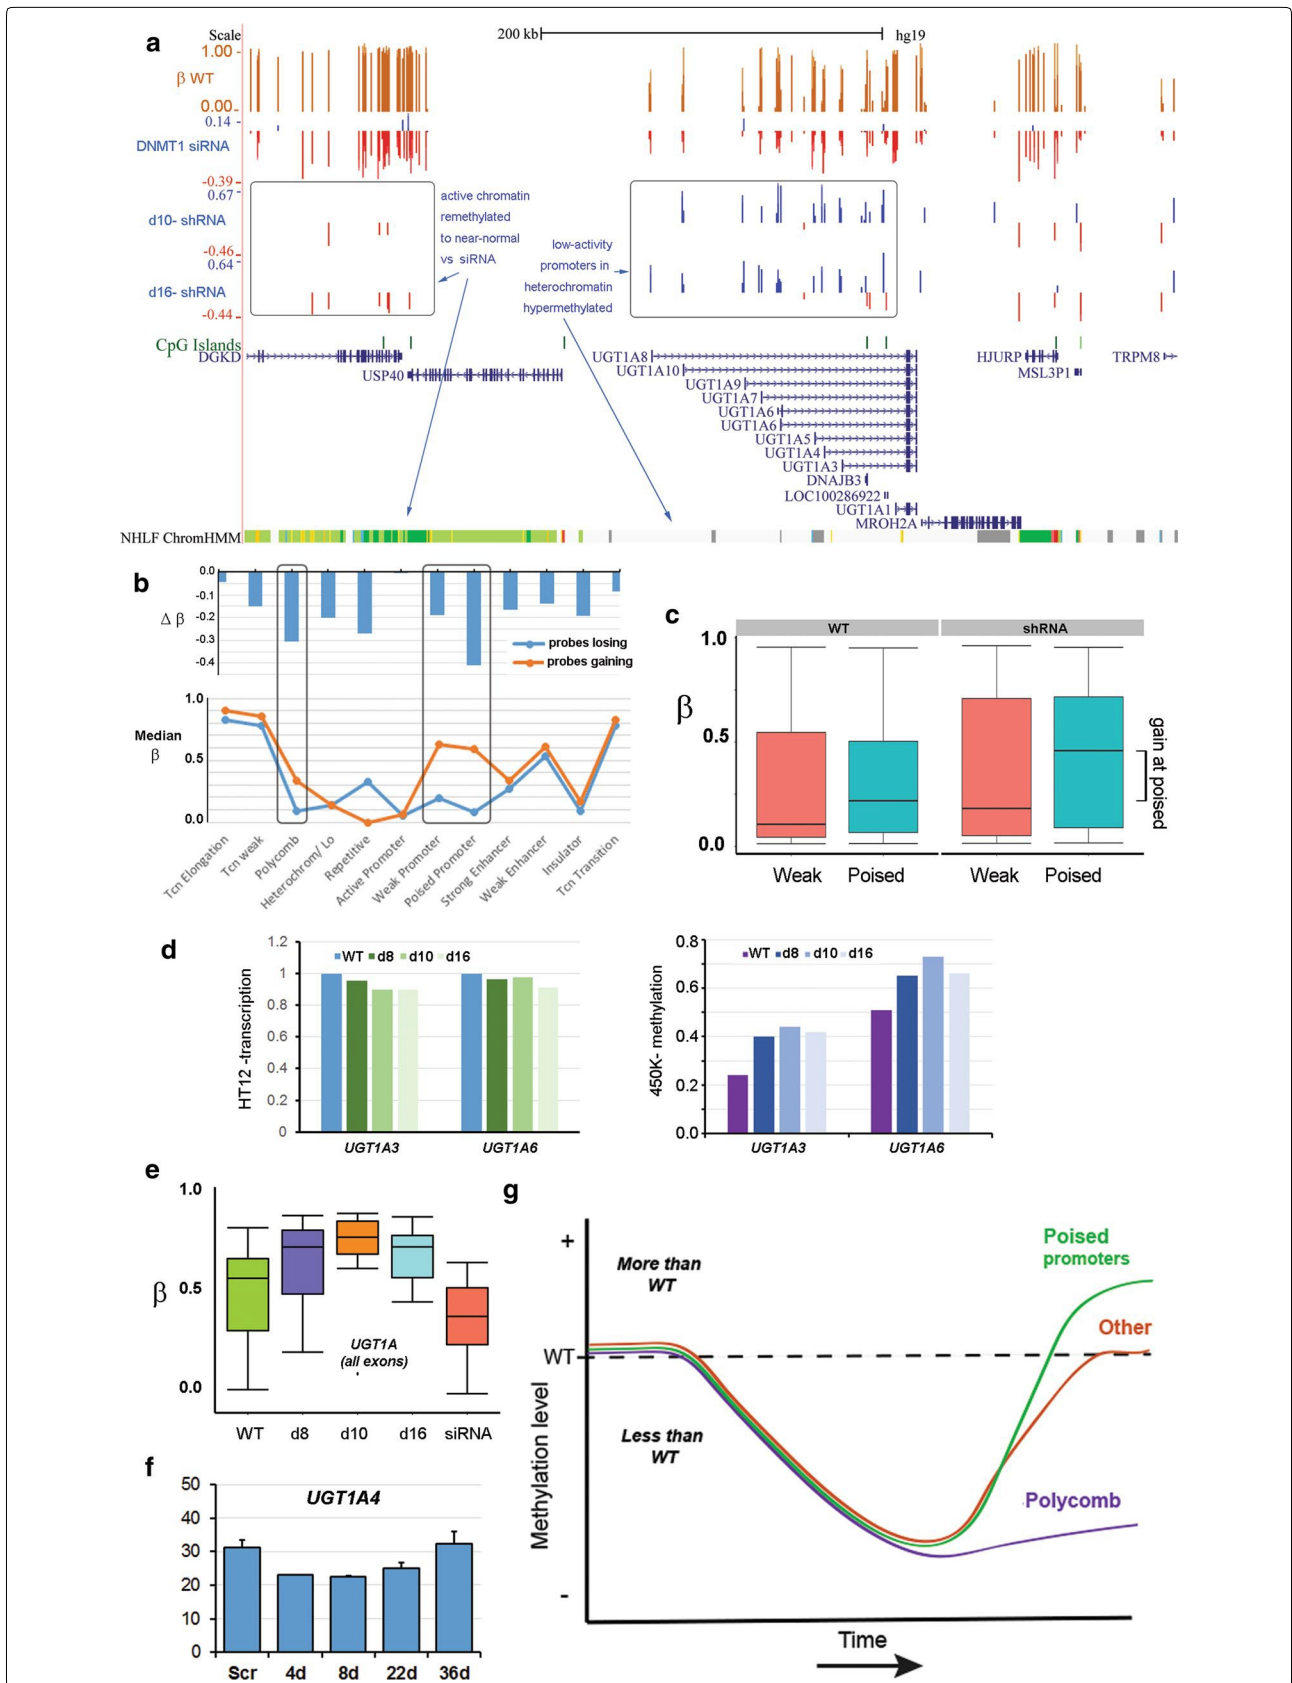 a
Scale
200 kb
hg19
1.00
β WT
0.00
0.14
DNMT1 siRNA
-0.39
0.67
d10- shRNA
-0.46
0.64
d16- shRNA
-0.44
active chromatin
remethylated
to near-normal
vs siRNA
low-activity
promoters in
heterochromatin
hypermethylated
CpG Islands
DGKD
USP40
UGT1A8
UGT1A10
UGT1A9
UGT1A7
UGT1A6
UGT1A6
UGT1A5
UGT1A4
UGT1A3
DNAJB3
LOC100286922
UGT1A1
MROH2A
HJURP
MSL3P1
TRPM8
NHLF ChromHMM
b
0.0
-0.1
-0.2
-0.3
-0.4
Δ β
probes losing
probes gaining
1.0
Median
β
0.5
0.0
Tcn Elongation
Tcn weak
Polycomb
Heterochrom/ Lo
Repetitive
Active Promoter
Weak Promoter
Poised Promoter
Strong Enhancer
Weak Enhancer
Insulator
Tcn Transition
c
WT
shRNA
1.0
β
0.5
0.0
gain at poised
Weak
Poised
Weak
Poised
d
HT12 -transcription
1.2
1
0.8
0.6
0.4
0.2
0
WT d8 d10 d16
UGT1A3
UGT1A6
450K- methylation
0.8
0.6
0.4
0.2
0.0
WT d8 d10 d16
UGT1A3
UGT1A6
e
1.0
β
0.5
0.0
UGT1A
(all exons)
WT
d8
d10
d16
siRNA
f
50
40
30
20
10
0
UGT1A4
Scr
4d
8d
22d
36d
g
+
More than
WT
WT
Less than
WT
-
Methylation level
Poised
promoters
Other
Polycomb
Time